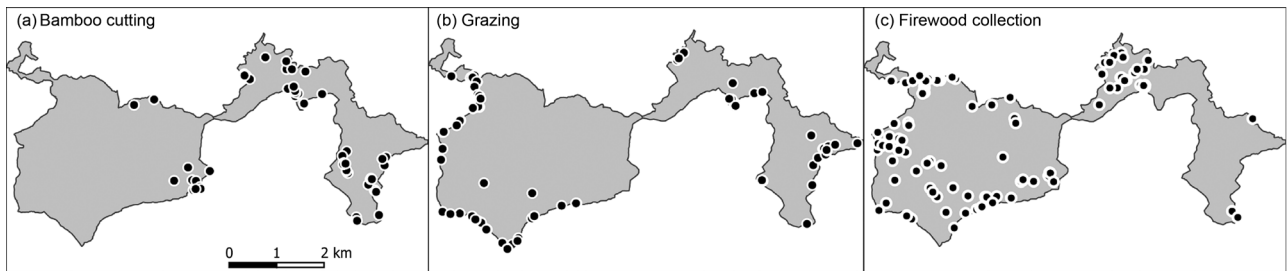 (a) Bamboo cutting
(b) Grazing
(c) Firewood collection
0 1 2 km